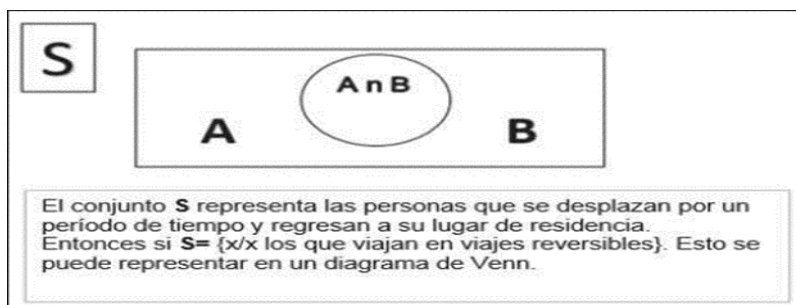 S
A n B
A
B
El conjunto S representa las personas que se desplazan por un
período de tiempo y regresan a su lugar de residencia.
Entonces si S= {x/x los que viajan en viajes reversibles}. Esto se
puede representar en un diagrama de Venn.